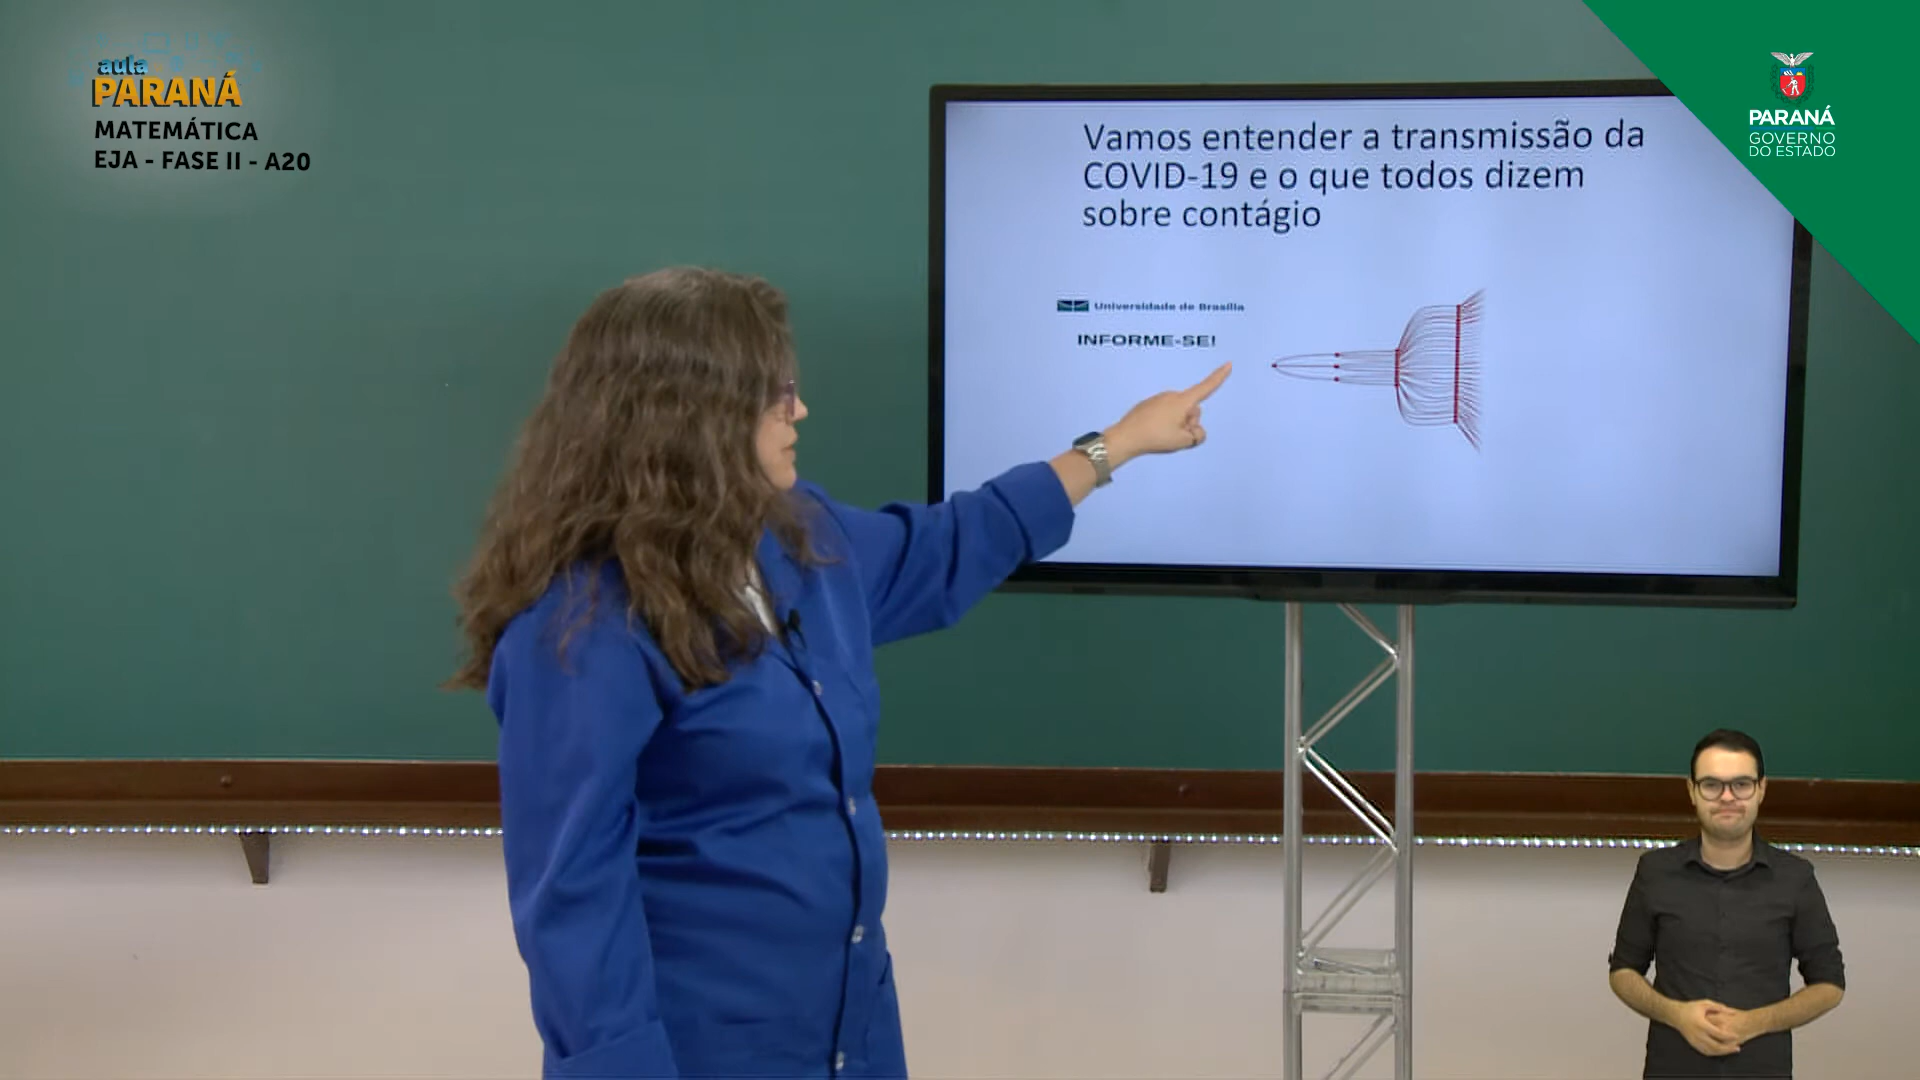 aula
PARANÁ
MATEMÁTICA
EJA - FASE II - A20
Vamos entender a transmissão da
COVID-19 e o que todos dizem
sobre contágio
Universidade de Brasília
INFORME-SE!
PARANÁ
GOVERNO
DO ESTADO